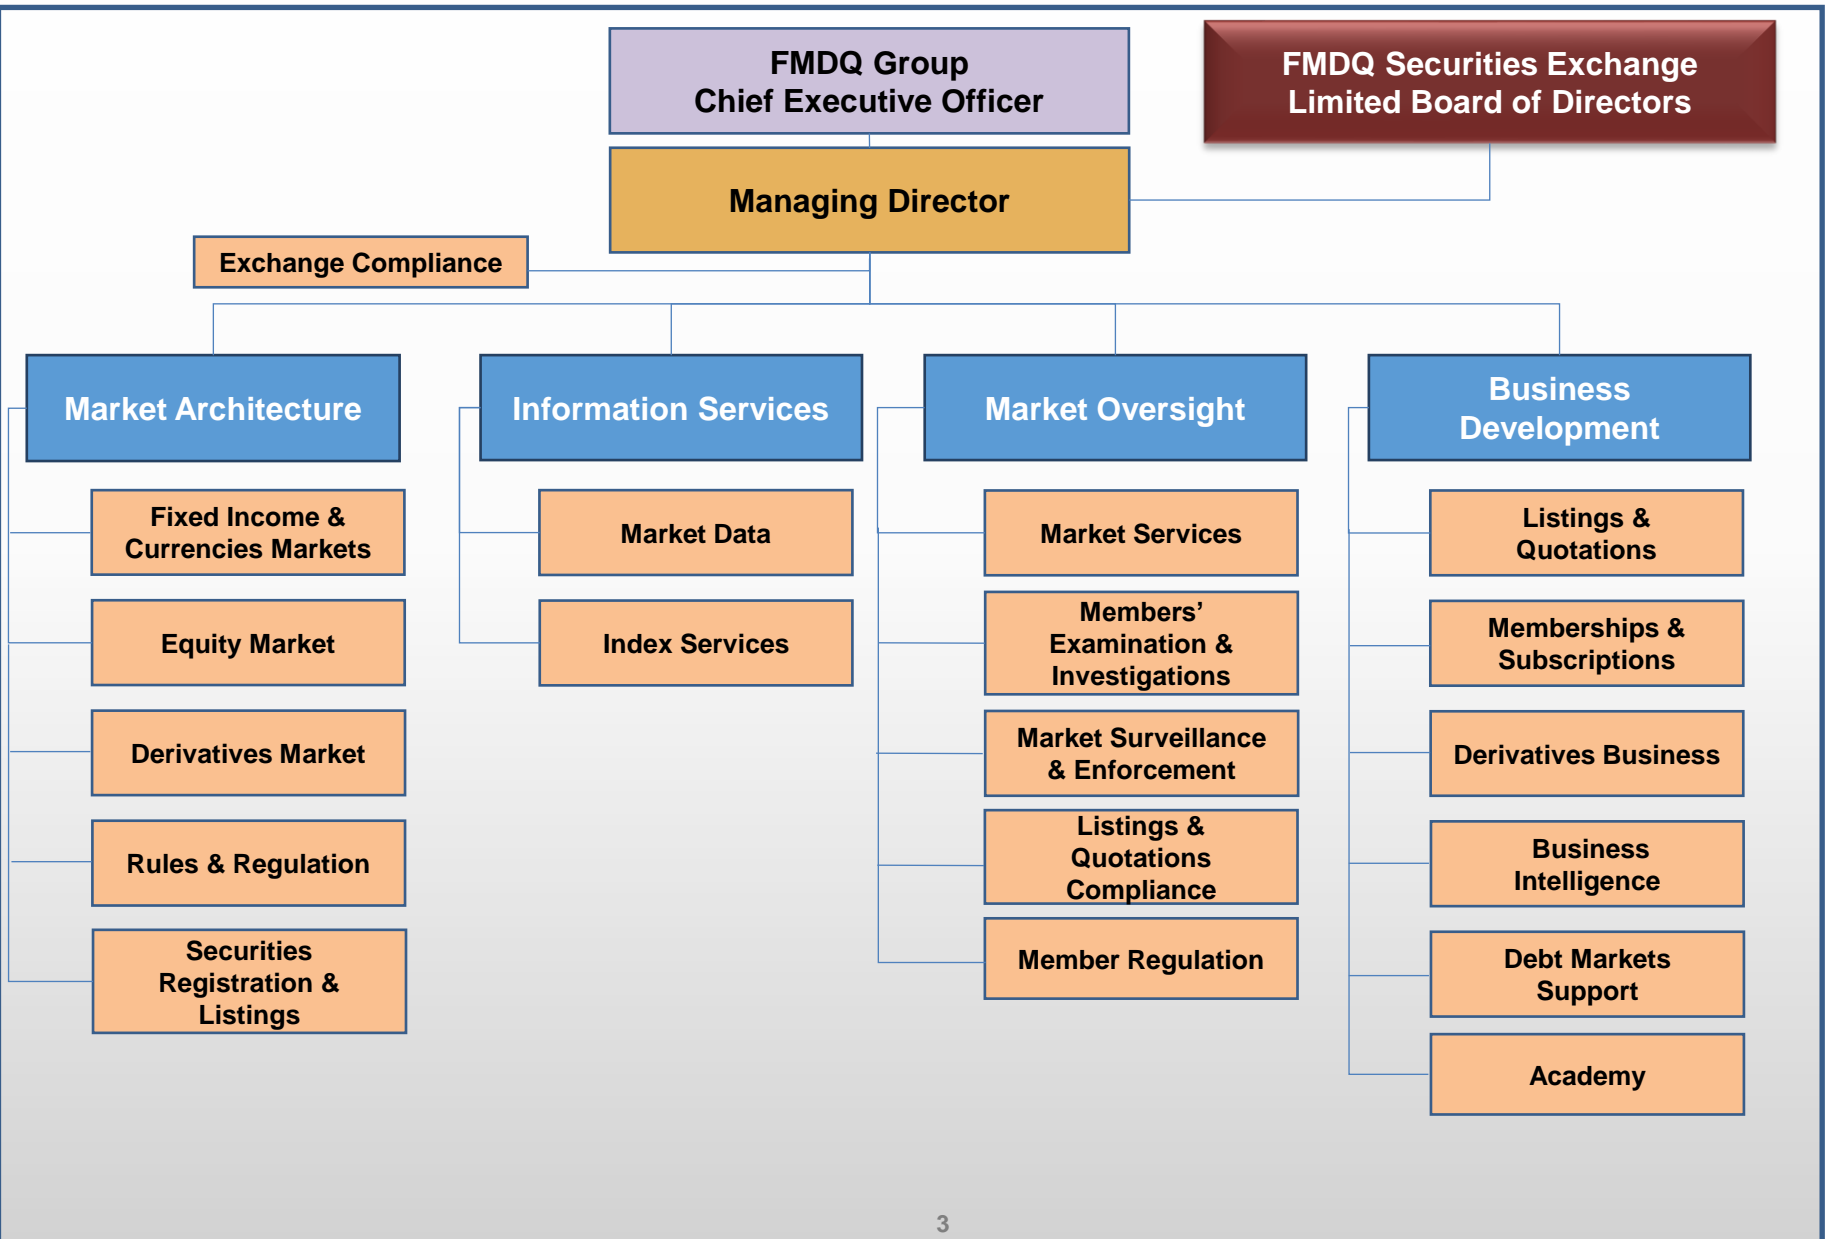 FMDQ Group
Chief Executive Officer
FMDQ Securities Exchange
Limited Board of Directors
Managing Director
Exchange Compliance
Market Architecture
Information Services
Market Oversight
Business
Development
Fixed Income &
Currencies Markets
Equity Market
Derivatives Market
Rules & Regulation
Securities
Registration &
Listings
Market Data
Index Services
Market Services
Members’
Examination &
Investigations
Market Surveillance
& Enforcement
Listings &
Quotations
Compliance
Member Regulation
Listings &
Quotations
Memberships &
Subscriptions
Derivatives Business
Business
Intelligence
Debt Markets
Support
Academy
3